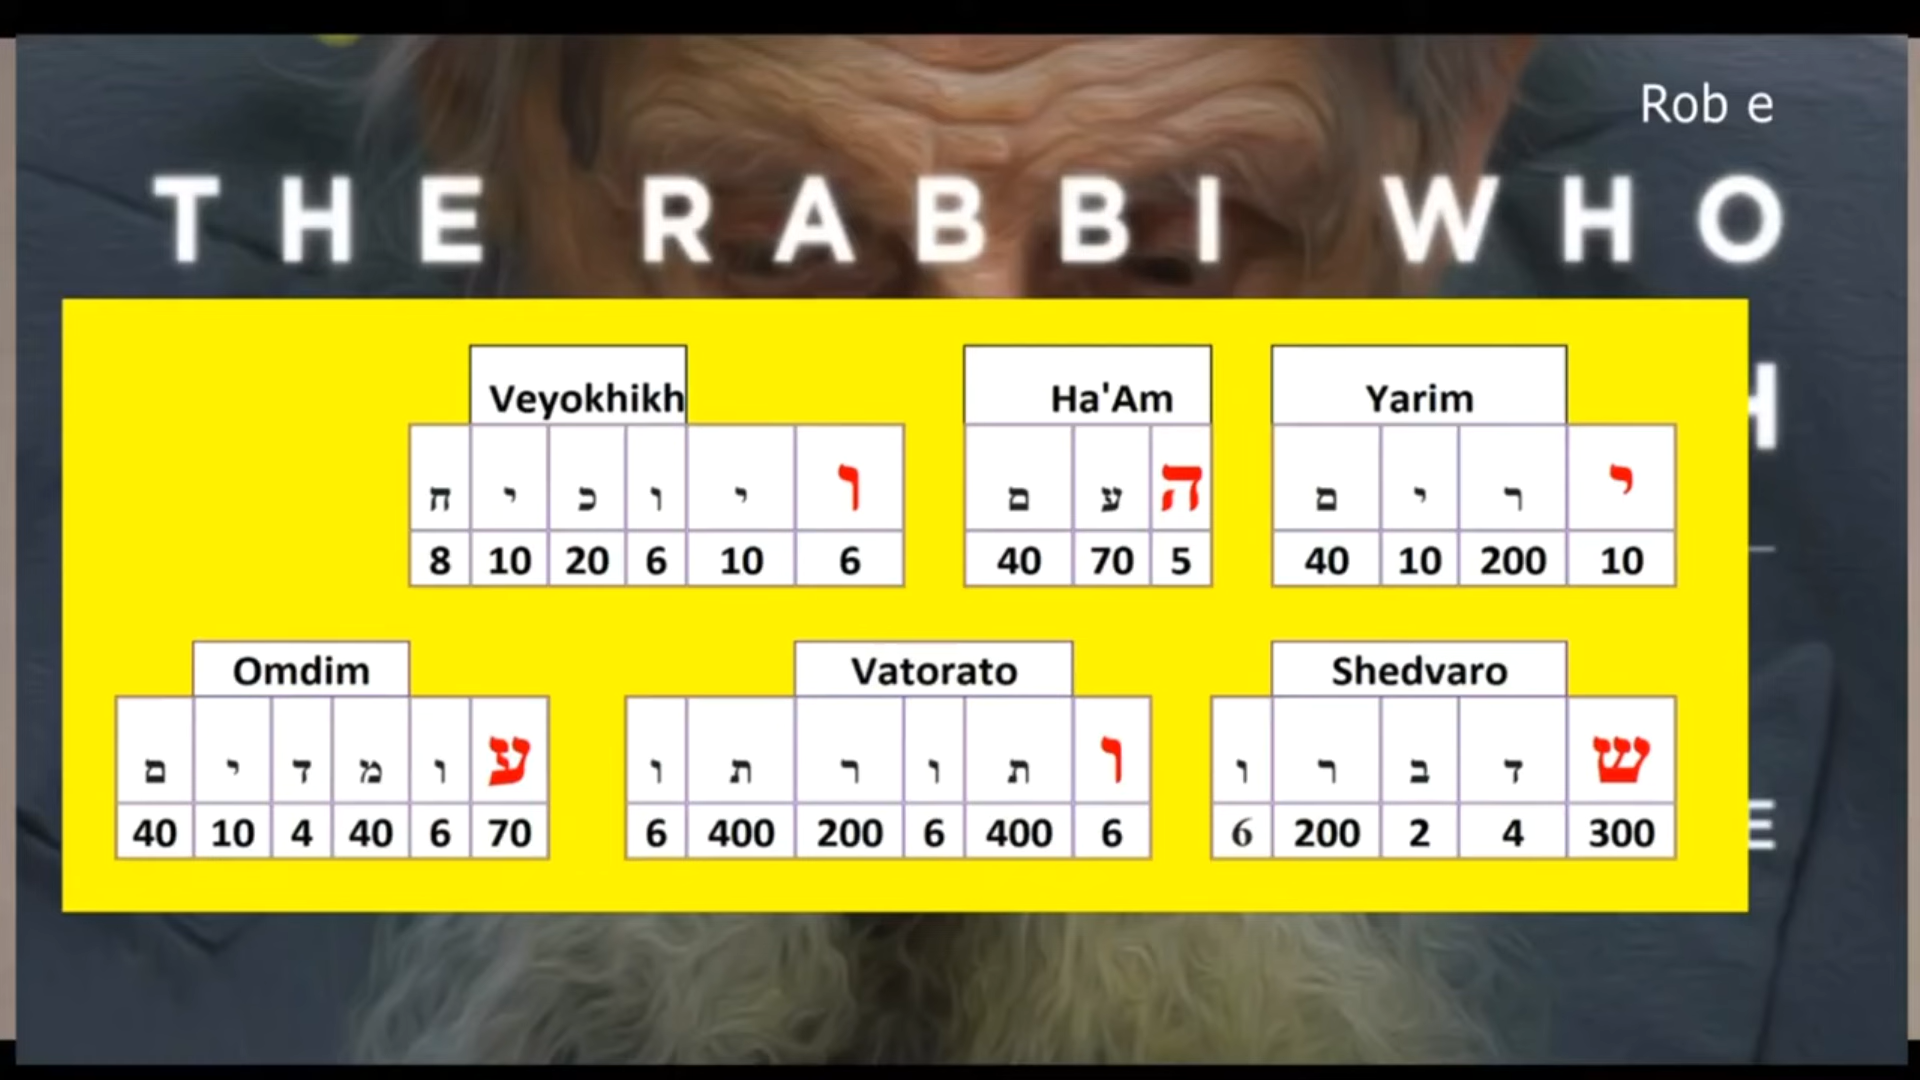 Rob e
THE RABBI WHO
H
Veyokhikh Ha'Am Yarim
ח י כ ו י ו ם ע ה ם י ר י
8 10 20 6 10 6 40 70 5 40 10 200 10
E
Omdim Vatorato Shedvaro
ם י ד מ ו ע ו ת ר ו ת ו ו ר ב ד ש
40 10 4 40 6 70 6 400 200 6 400 6 6 200 2 4 300